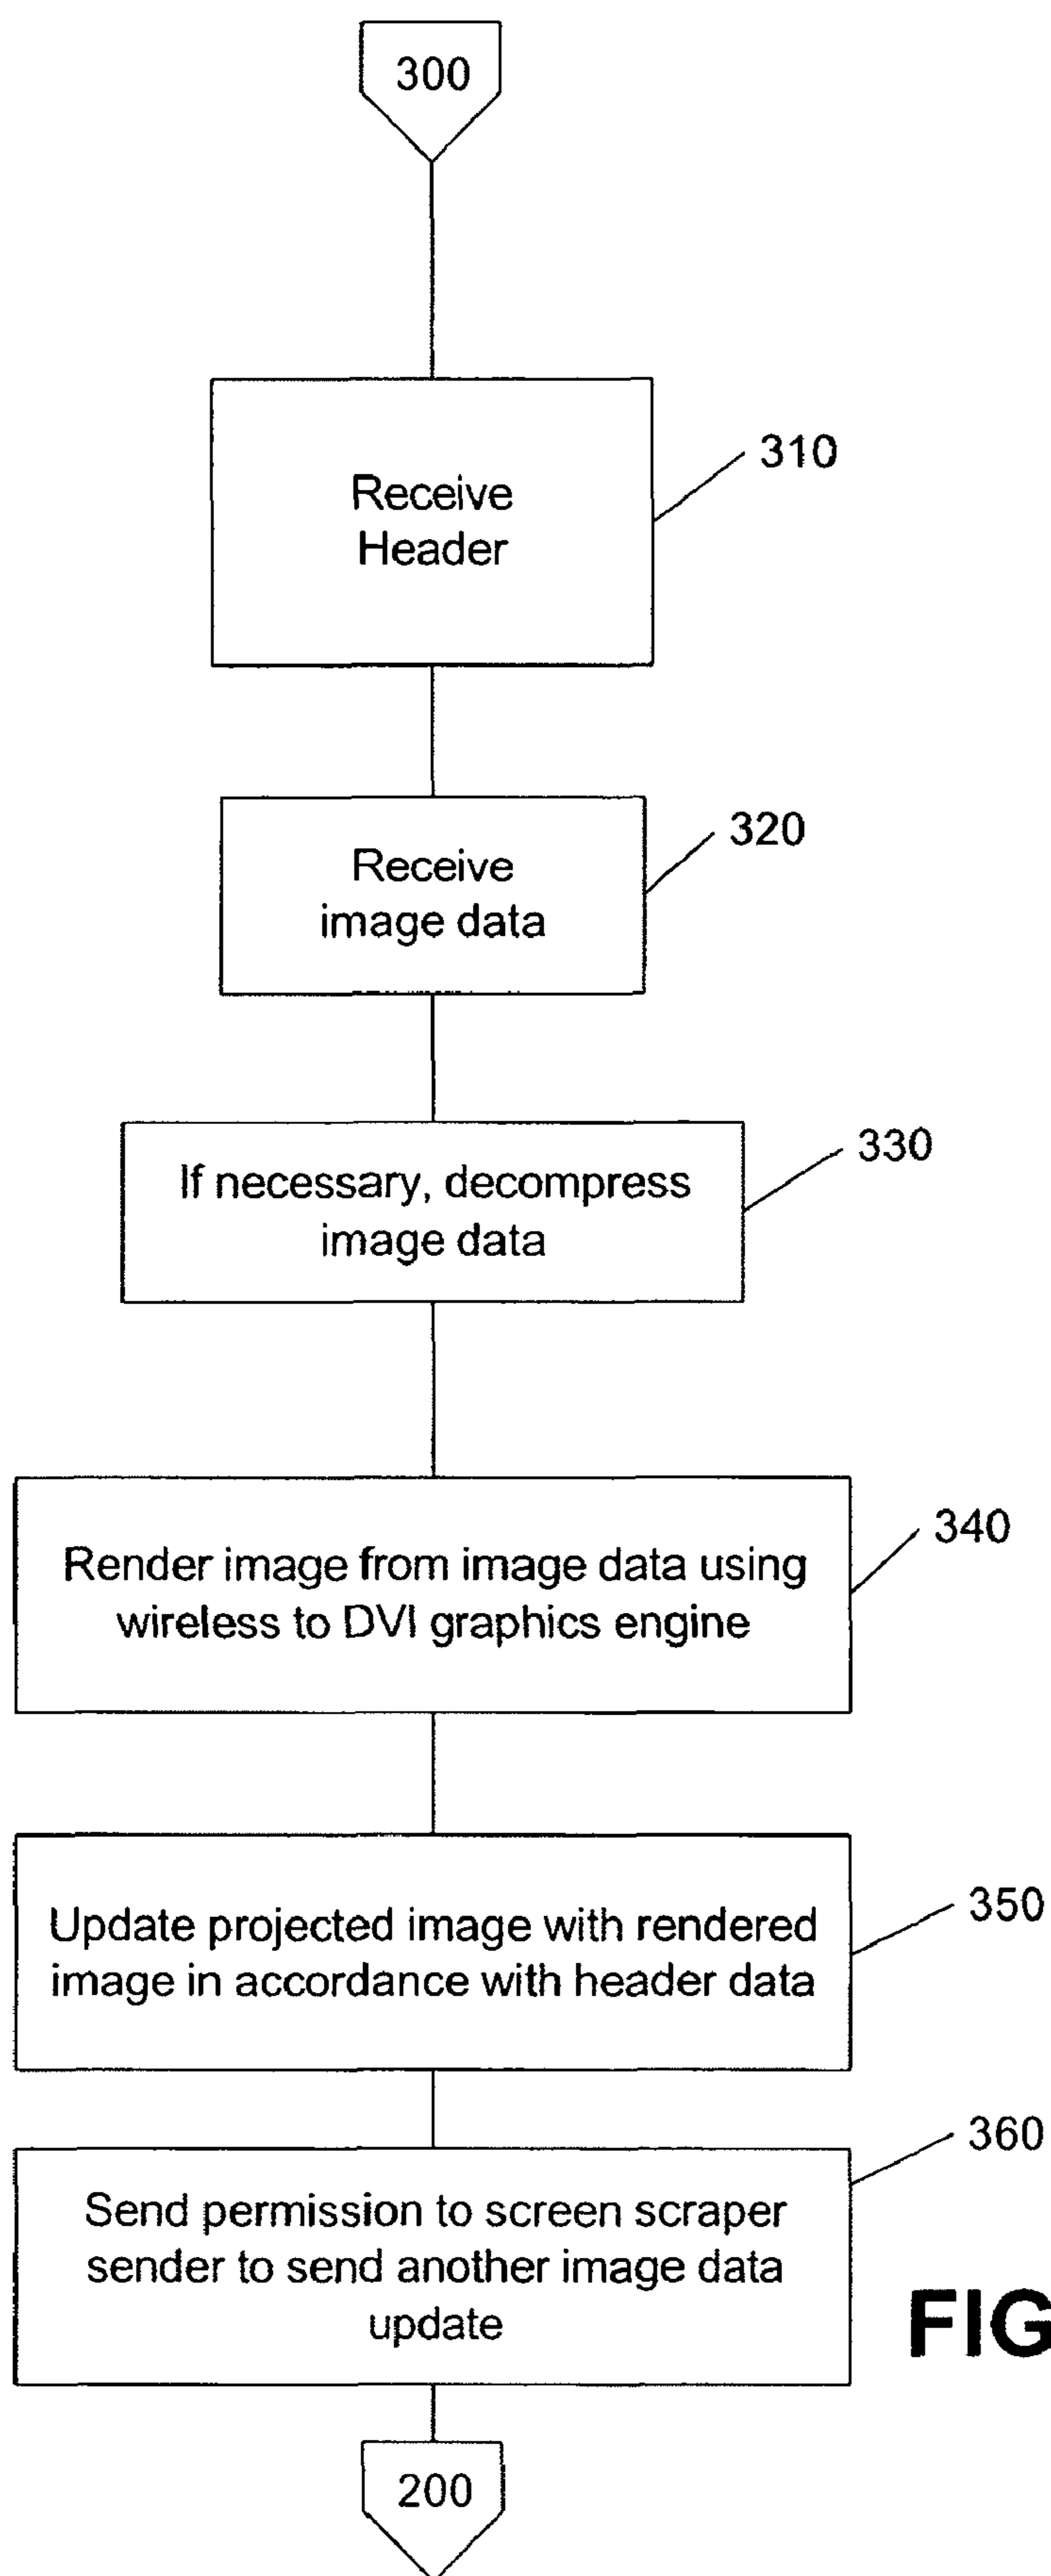 300
Receive
Header
310
Receive
image data
320
If necessary, decompress
image data
330
Render image from image data using
wireless to DVI graphics engine
340
Update projected image with rendered
image in accordance with header data
350
Send permission to screen scraper
sender to send another image data
update
360
FIG
200